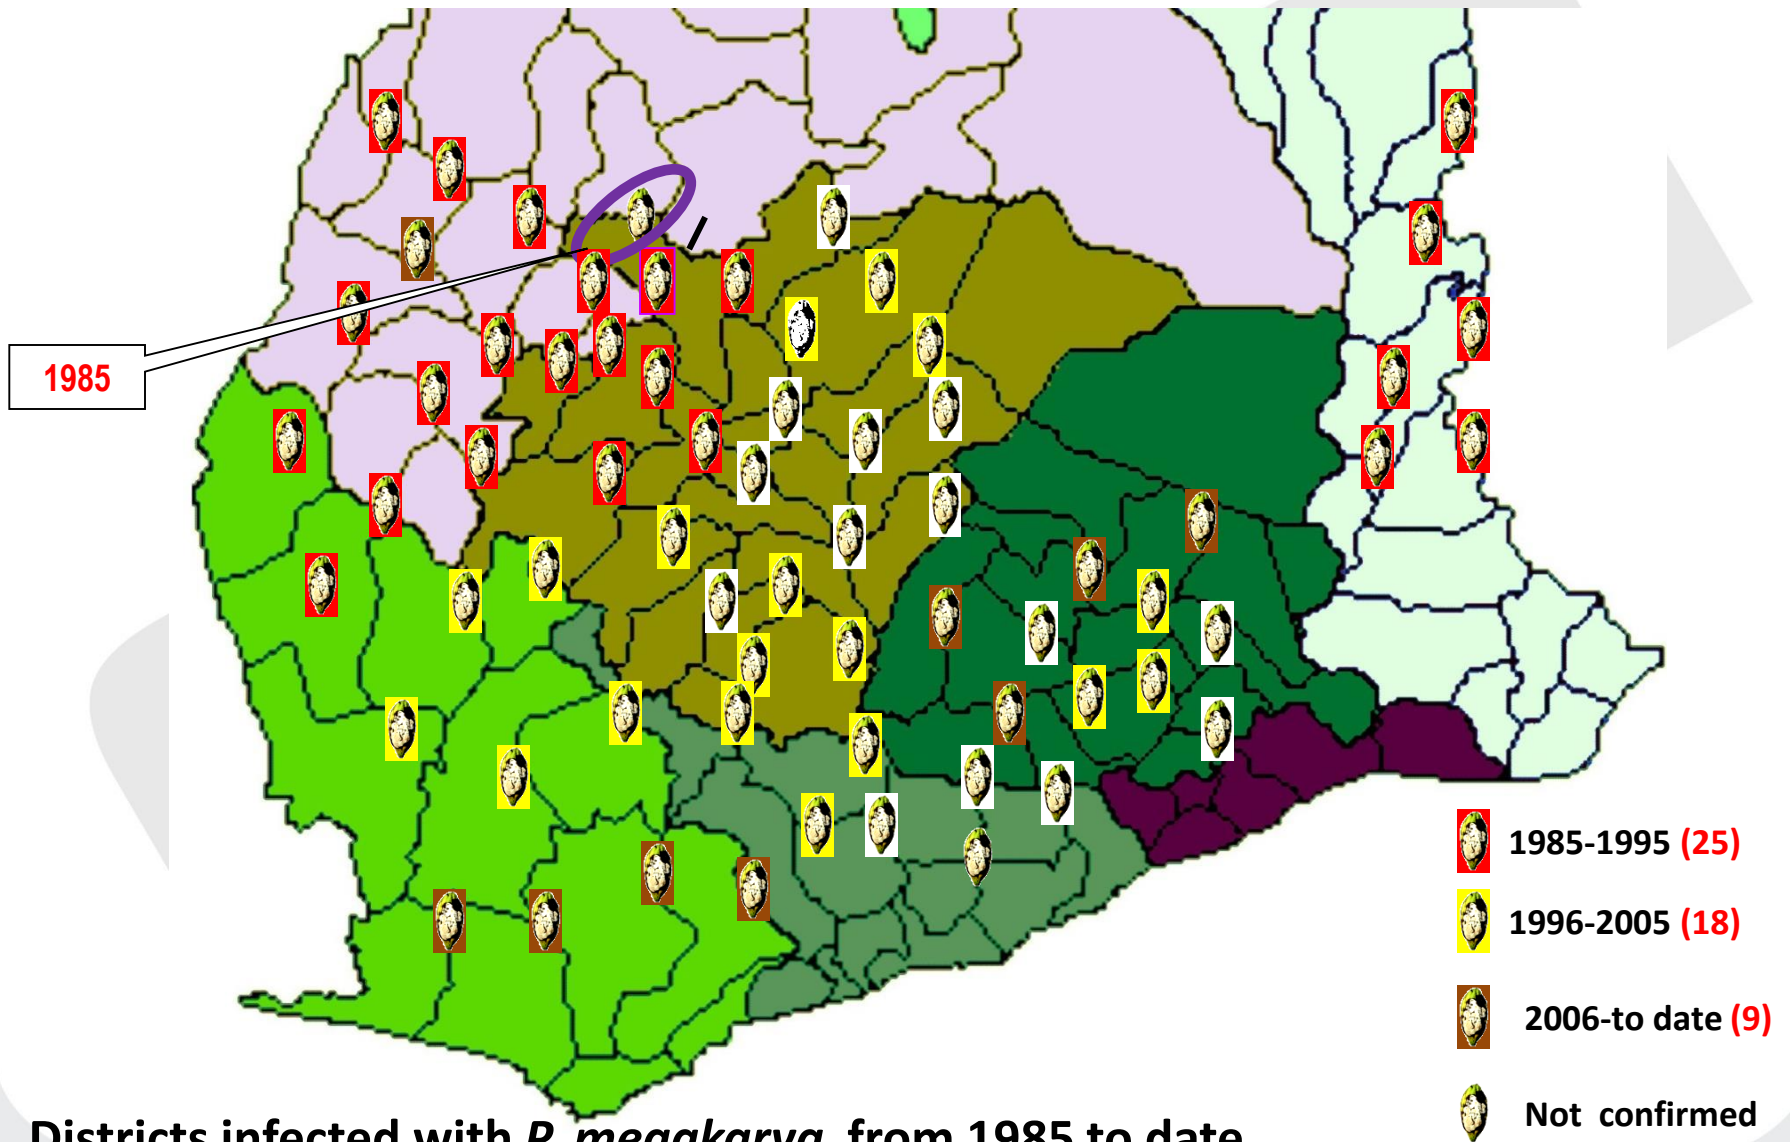 1985
1985-1995 (25)
1996-2005 (18)
2006-to date (9)
Not confirmed
Districts infected with P. megakarya from 1985 to date